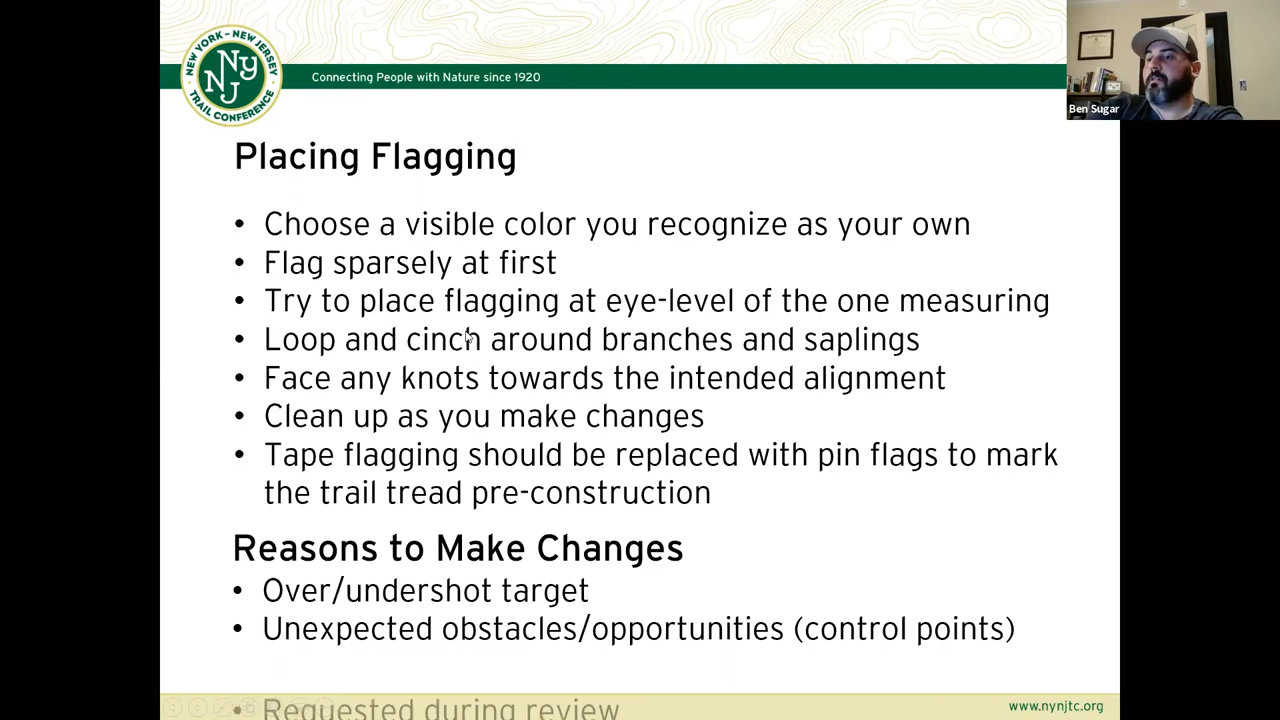 NEW YORK – NEW JERSEY
NY
NJ
TRAIL CONFERENCE
Connecting People with Nature since 1920
Ben Sugar
Placing Flagging
• Choose a visible color you recognize as your own
• Flag sparsely at first
• Try to place flagging at eye-level of the one measuring
• Loop and cinch around branches and saplings
• Face any knots towards the intended alignment
• Clean up as you make changes
• Tape flagging should be replaced with pin flags to mark
the trail tread pre-construction
Reasons to Make Changes
• Over/undershot target
• Unexpected obstacles/opportunities (control points)
• Requested during review
www.nynjtc.org